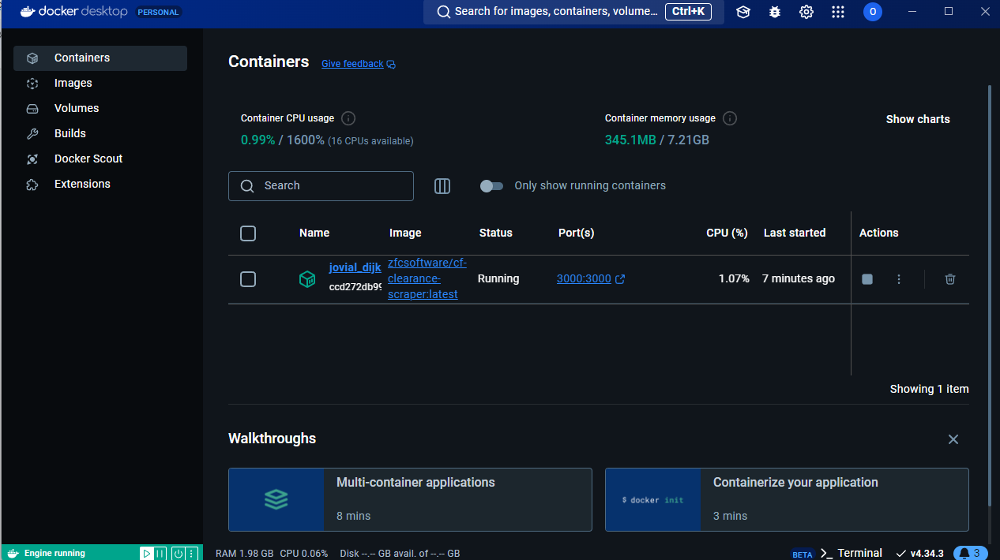 docker desktop PERSONAL
Search for images, containers, volume... Ctrl+K
O
Containers
Images
Volumes
Builds
Docker Scout
Extensions
Containers Give feedback
Container CPU usage
0.99% / 1600% (16 CPUs available)
Container memory usage
345.1MB / 7.21GB
Show charts
Search
Only show running containers
Name Image Status Port(s) CPU (%) Last started Actions
jovial_dijk
ccd272db99
zfcsoftware/cf-
clearance-
scraper:latest
Running
3000:3000
1.07%
7 minutes ago
Showing 1 item
Walkthroughs
Multi-container applications
8 mins
$ docker init
Containerize your application
3 mins
Engine running
RAM 1.98 GB CPU 0.06% Disk --.-- GB avail. of --.-- GB
BETA >_ Terminal v4.34.3 3